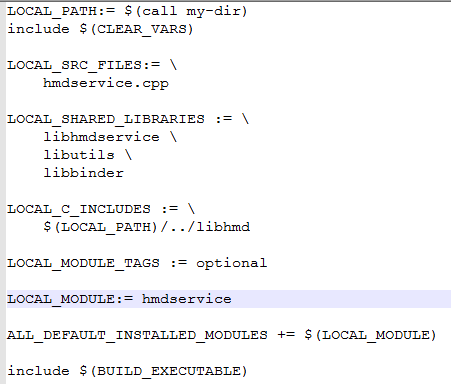 LOCAL_PATH:= $(call my-dir)
include $(CLEAR_VARS)
LOCAL_SRC_FILES:= \
hmdservice.cpp
LOCAL_SHARED_LIBRARIES := \
libhmdservice \
libutils \
libbinder
LOCAL_C_INCLUDES := \
$(LOCAL_PATH)/../libhmd
LOCAL_MODULE_TAGS := optional
LOCAL_MODULE:= hmdservice
ALL_DEFAULT_INSTALLED_MODULES += $(LOCAL_MODULE)
include $(BUILD_EXECUTABLE)